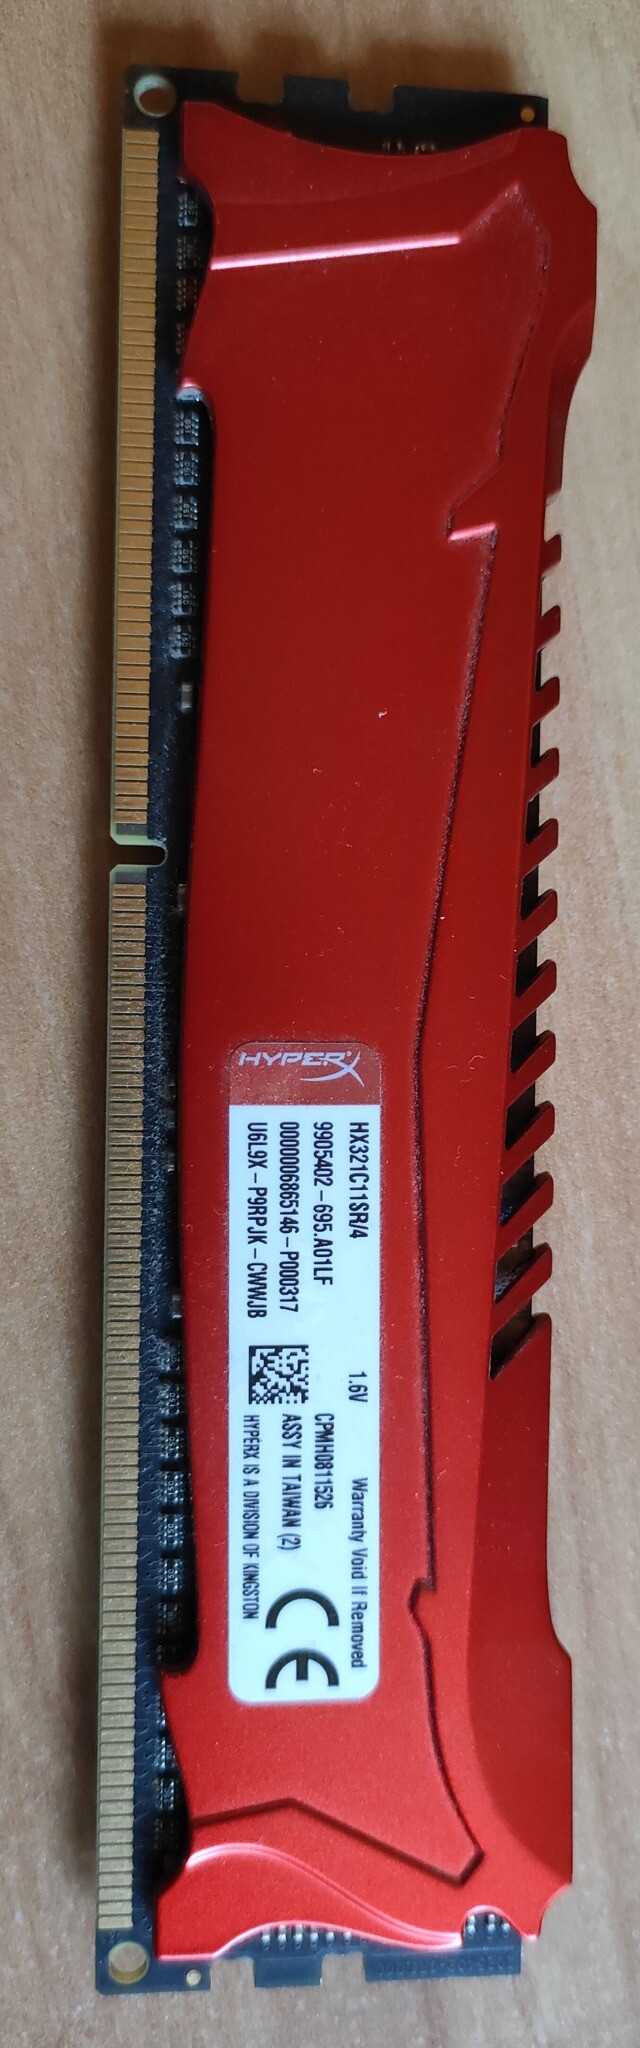 HYPERX
HX321C11SR/4
1.6V
Warranty Void If Removed
9905402-695.A01LF
CPMH0811526
0000006865146-P000317
ASSY IN TAIWAN (2)
U6L9X-P9RPJK-CWWJB
HYPERX IS A DIVISION OF KINGSTON
CE